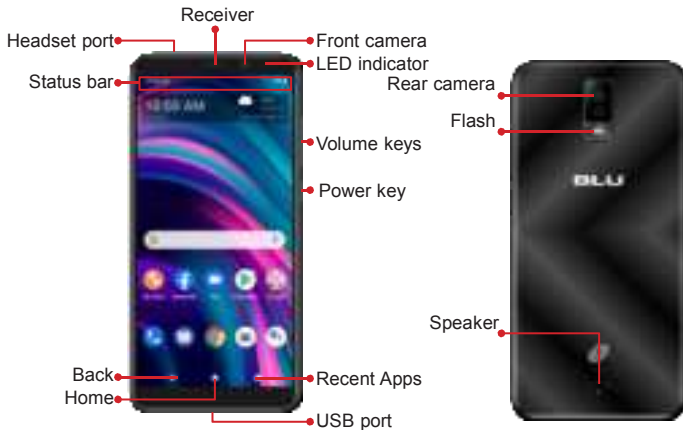 Receiver
Headset port
Front camera
LED indicator
Status bar
Rear camera
Flash
Volume keys
Power key
BLU
Speaker
Back
Recent Apps
Home
USB port